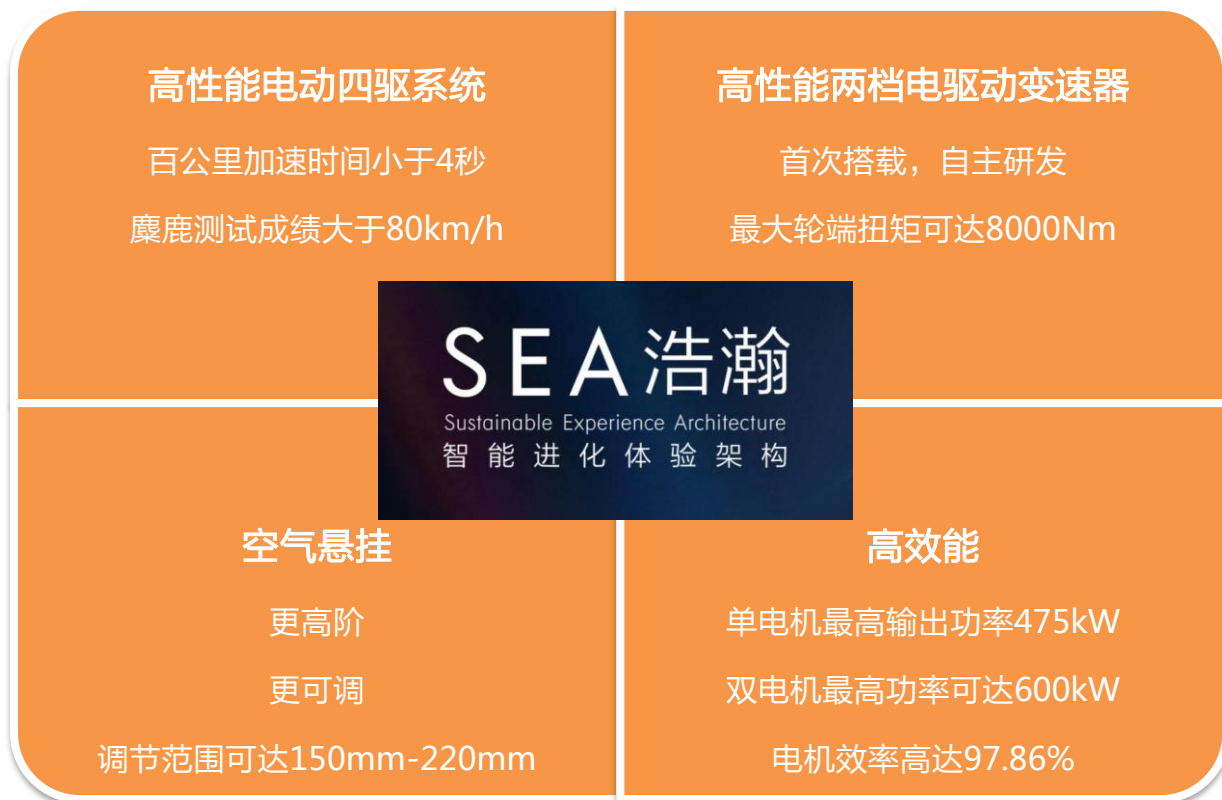 高性能电动四驱系统
百公里加速时间小于4秒
麋鹿测试成绩大于80km/h
高性能两档电驱动变速器
首次搭载，自主研发
最大轮端扭矩可达8000Nm
SEA浩瀚
Sustainable Experience Architecture
智能进化体验架构
空气悬挂
更高阶
更可调
调节范围可达150mm-220mm
高效能
单电机最高输出功率475kW
双电机最高功率可达600kW
电机效率高达97.86%